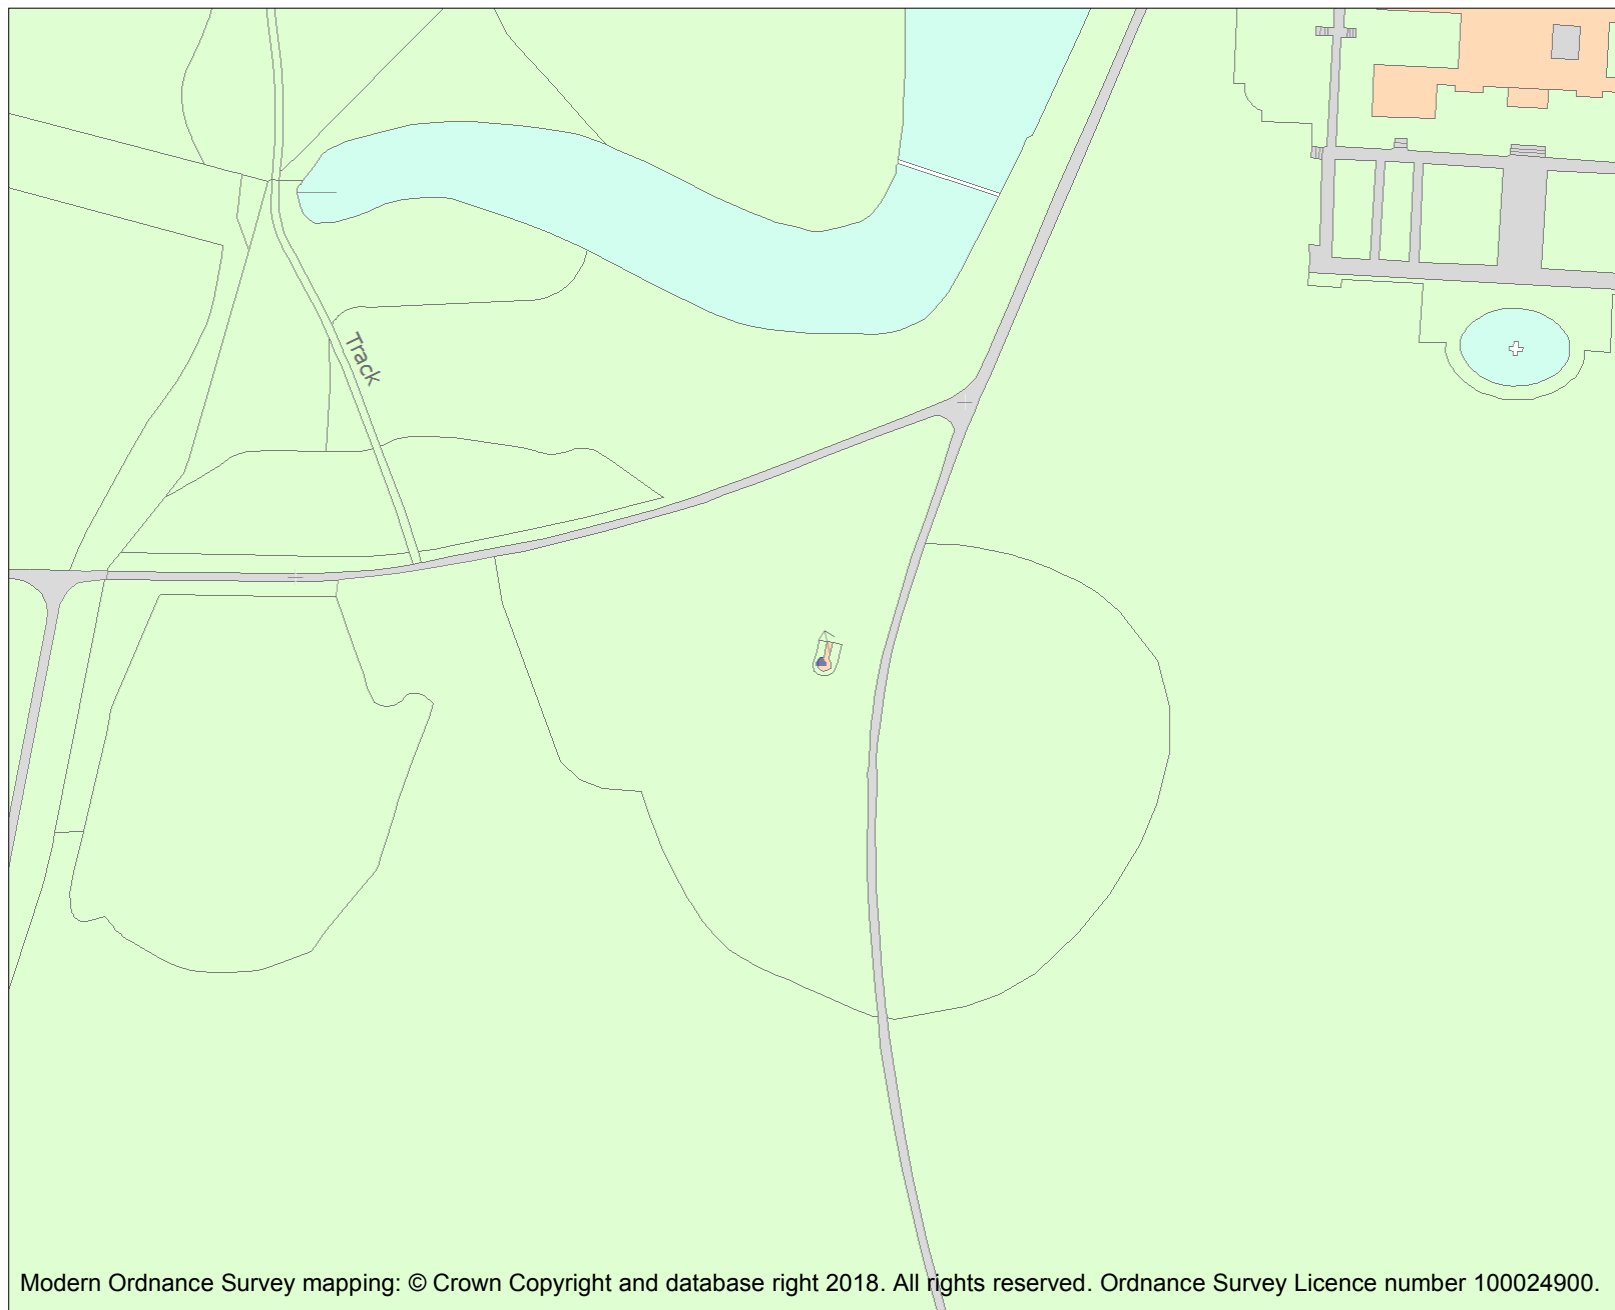 Track
Modern Ordnance Survey mapping: © Crown Copyright and database right 2018. All rights reserved. Ordnance Survey Licence number 100024900.